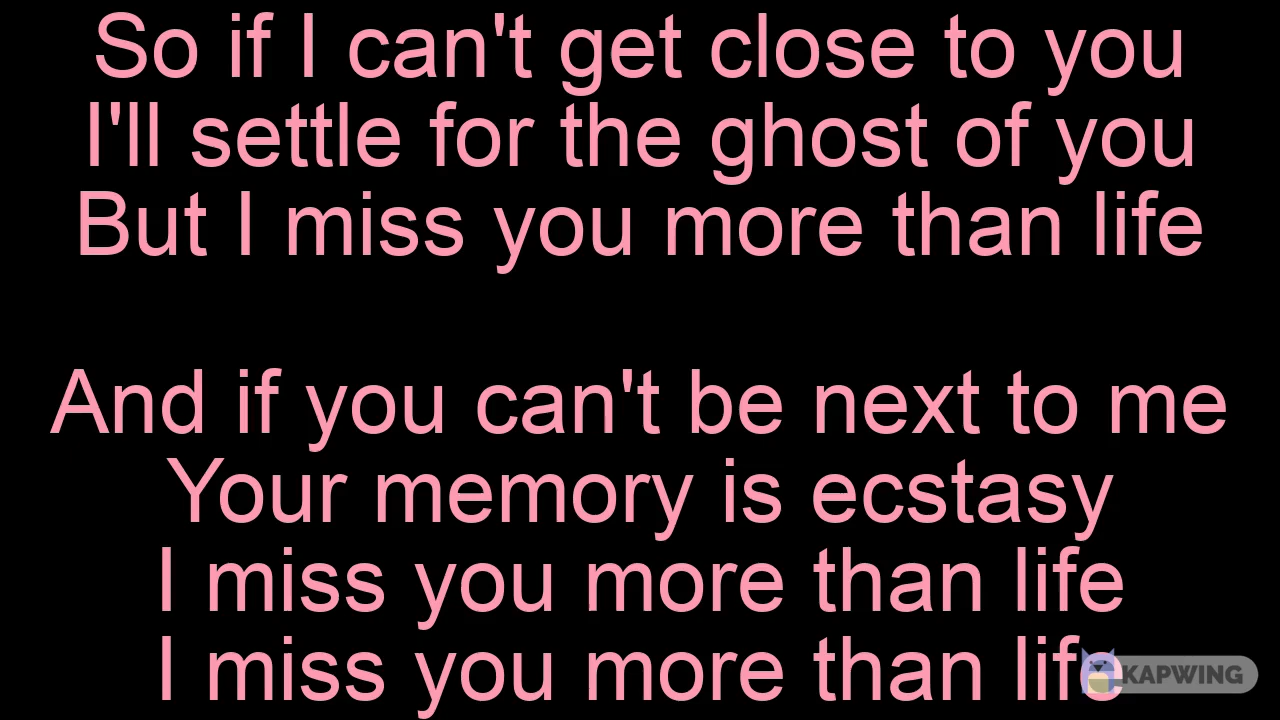 So if I can't get close to you
I'll settle for the ghost of you
But I miss you more than life
And if you can't be next to me
Your memory is ecstasy
I miss you more than life
I miss you more than life
KAPWING